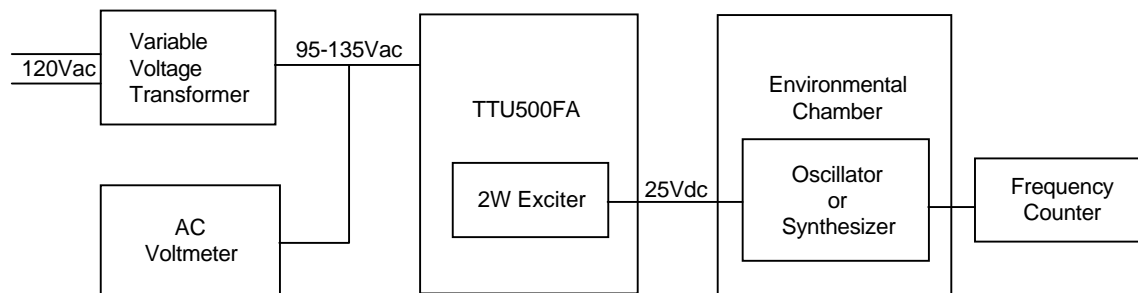 120Vac
Variable
Voltage
Transformer
95-135Vac
AC
Voltmeter
TTU500FA
2W Exciter
25Vdc
Environmental
Chamber
Oscillator
or
Synthesizer
Frequency
Counter